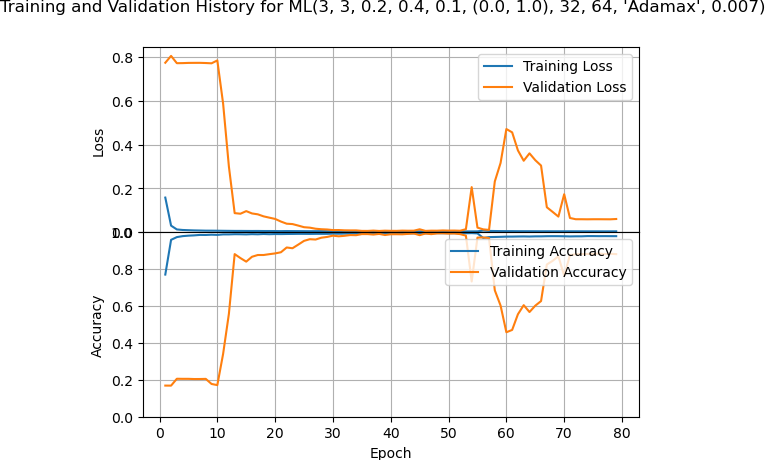 Training and Validation History for ML(3, 3, 0.2, 0.4, 0.1, (0.0, 1.0), 32, 64, 'Adamax', 0.007)
0.8
0.6
0.4
0.2
0.0
Loss
Training Loss
Validation Loss
1.0
0.8
0.6
0.4
0.2
0.0
Accuracy
Training Accuracy
Validation Accuracy
0 10 20 30 40 50 60 70 80
Epoch